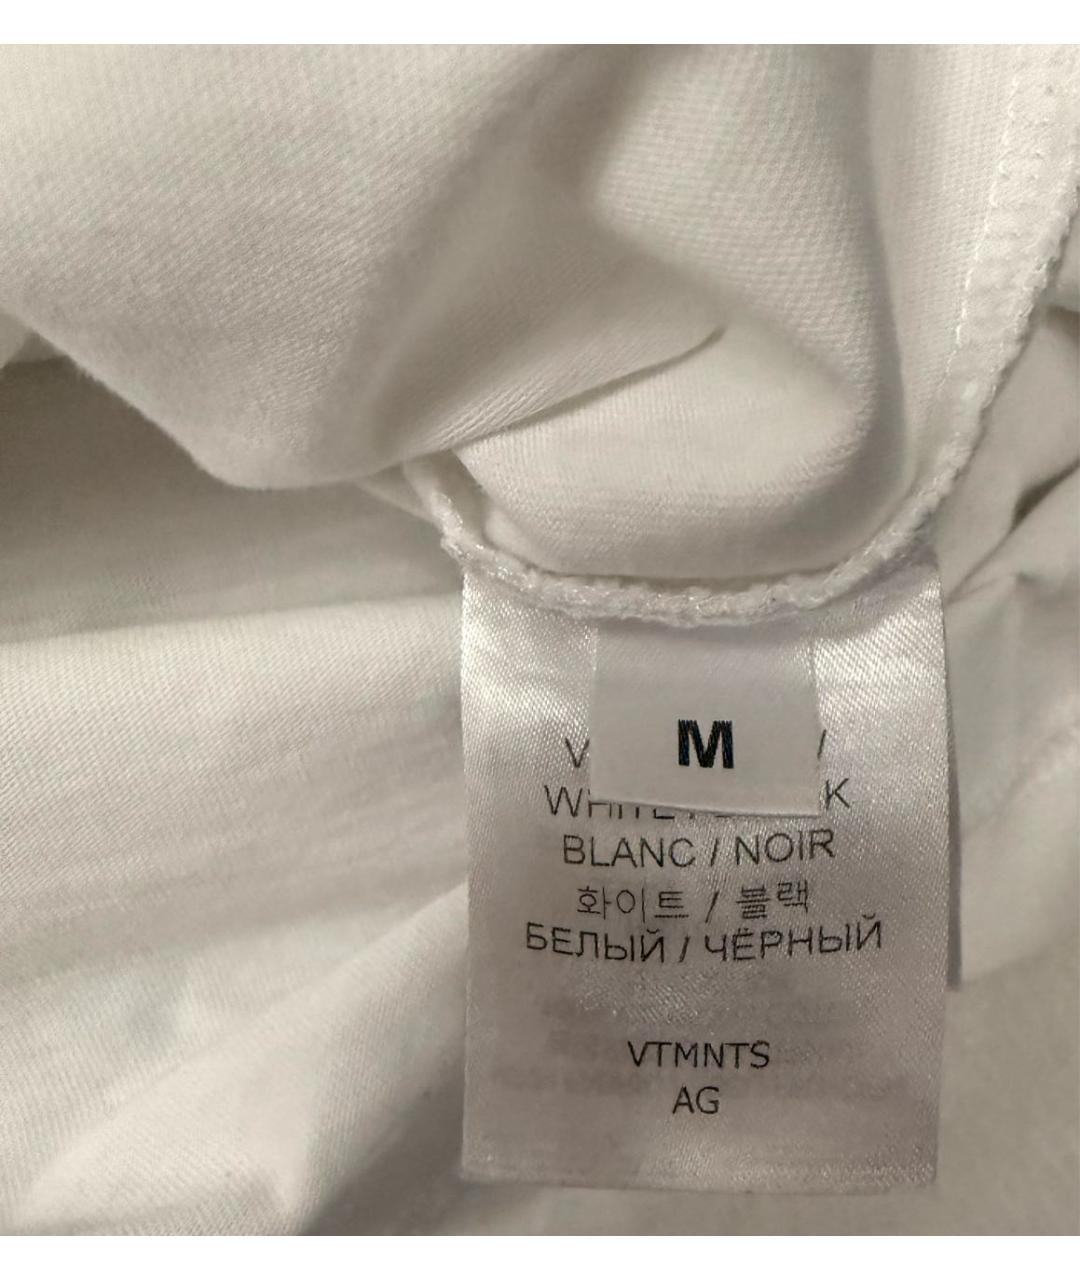 M
BLANC / NOIR
화이트 / 블랙
БЕЛЫЙ / ЧЁРНЫЙ
VTMNTS
AG